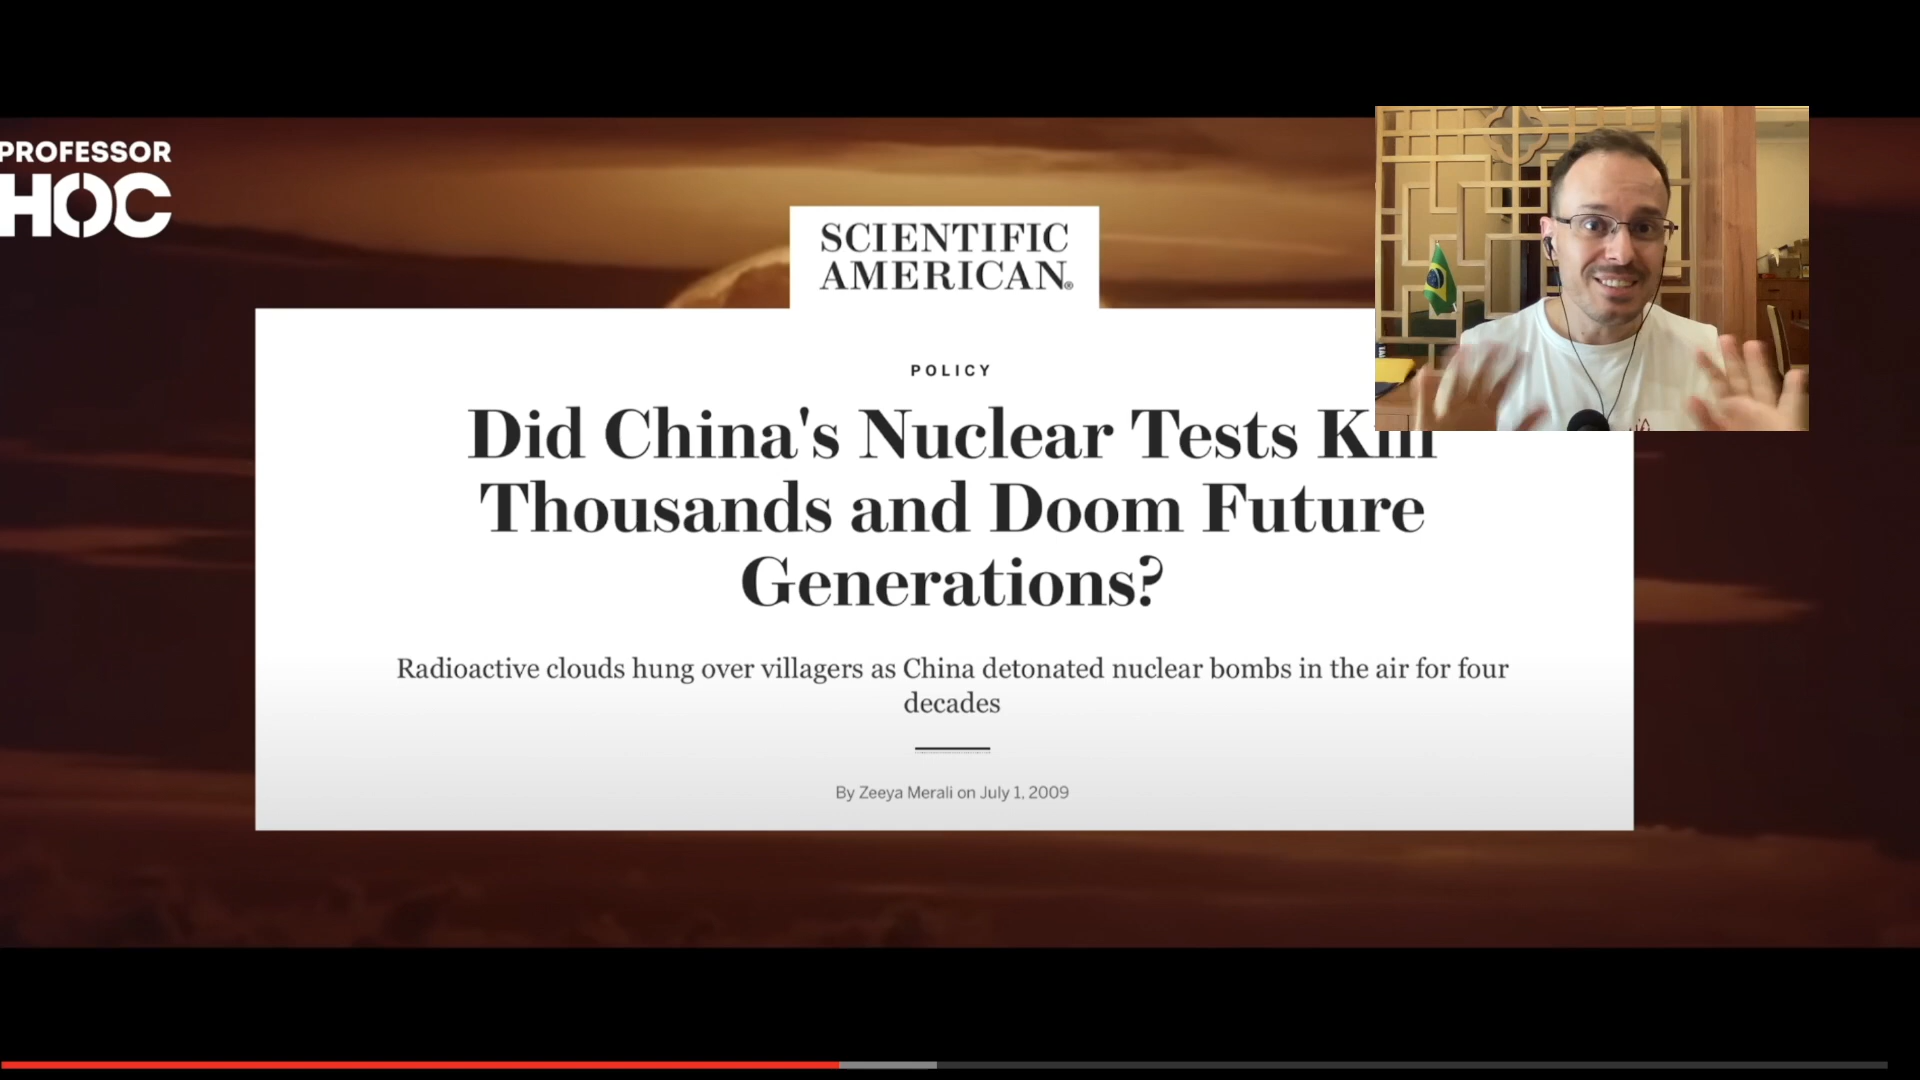 PROFESSOR
HOC
SCIENTIFIC
AMERICAN®
POLICY
Did China's Nuclear Tests Kill
Thousands and Doom Future
Generations?
Radioactive clouds hung over villagers as China detonated nuclear bombs in the air for four
decades
By Zeeya Merali on July 1, 2009